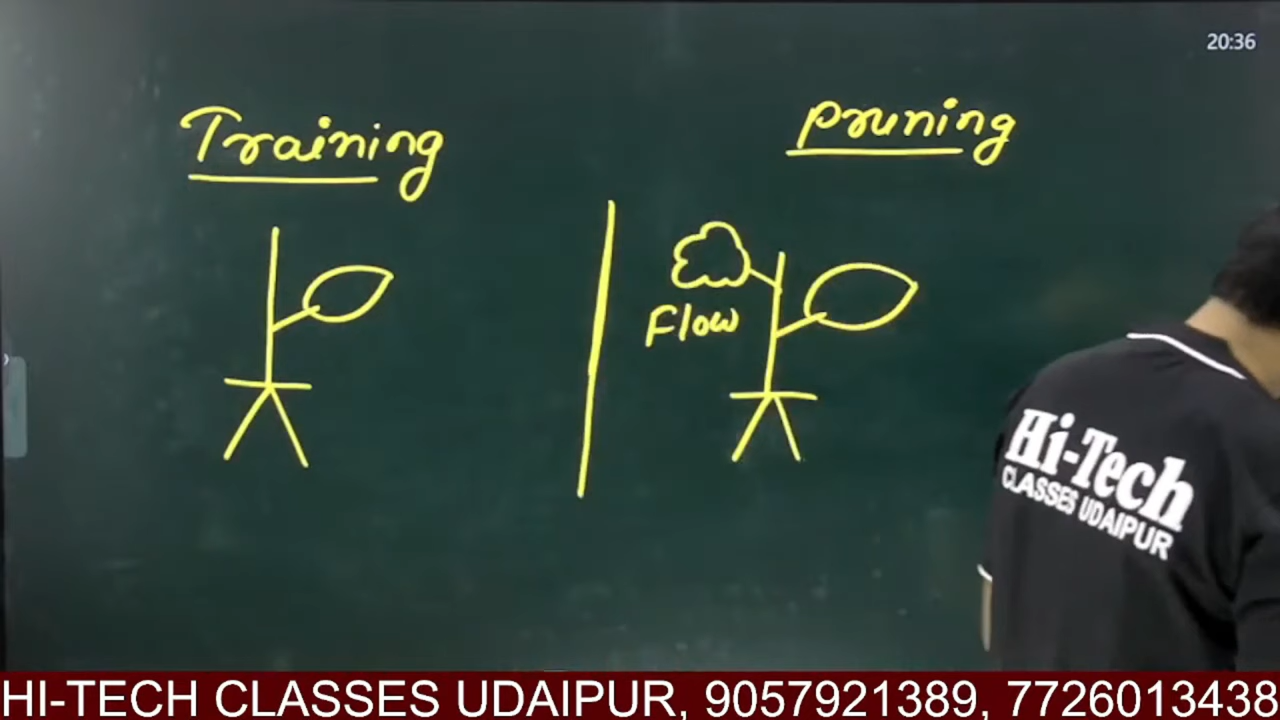 20:36
Training
pruning
Flow
Hi-Tech
CLASSES UDAIPUR
HI-TECH CLASSES UDAIPUR, 9057921389, 7726013438